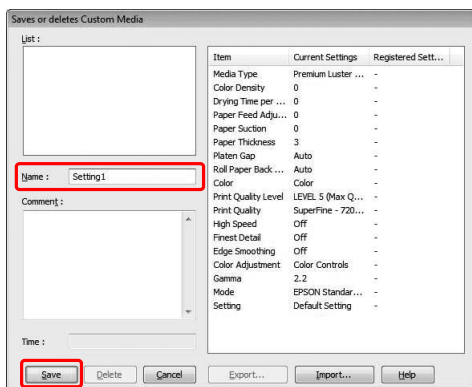 Saves or deletes Custom Media
List :
Name : Setting1
Comment :
Time :
Item Current Settings Registered Sett...
Media Type Premium Luster ... -
Color Density 0 -
Drying Time per ... 0 -
Paper Feed Adju... 0 -
Paper Suction 0 -
Paper Thickness 3 -
Platen Gap Auto -
Roll Paper Back ... Auto -
Color Color -
Print Quality Level LEVEL 5 (Max Q... -
Print Quality SuperFine - 720... -
High Speed Off -
Finest Detail Off -
Edge Smoothing Off -
Color Adjustment Color Controls -
Gamma 2.2 -
Mode EPSON Standar... -
Setting Default Setting -
Save Delete Cancel Export... Import... Help